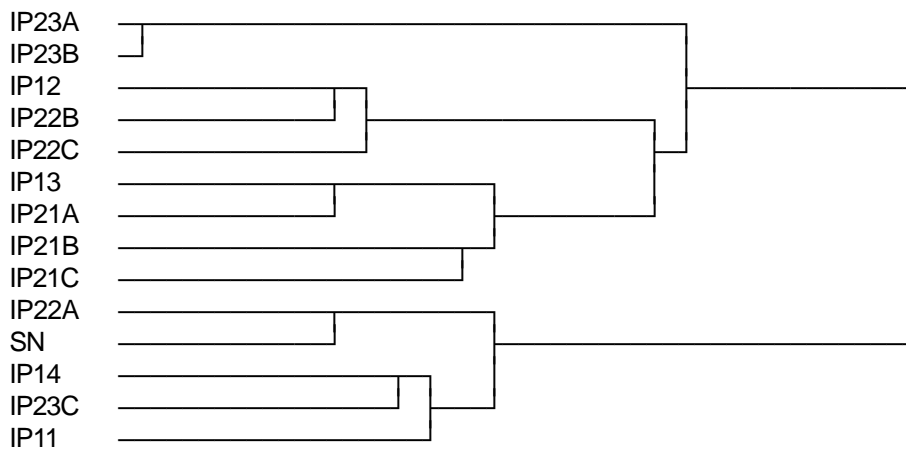 IP23A
IP23B
IP12
IP22B
IP22C
IP13
IP21A
IP21B
IP21C
IP22A
SN
IP14
IP23C
IP11